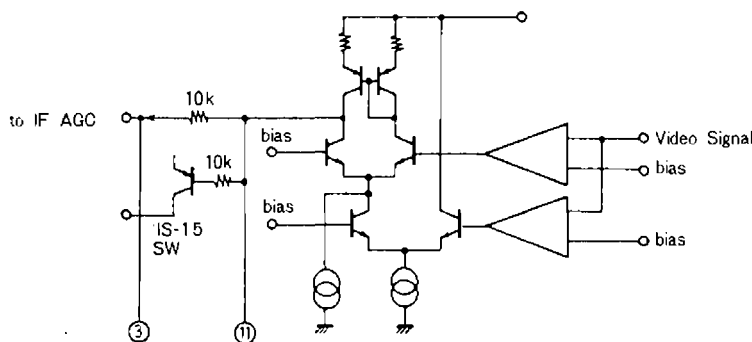 10k
to IF AGC
bias
Video Signal
10k
bias
bias
IS-15
SW
bias
3
11